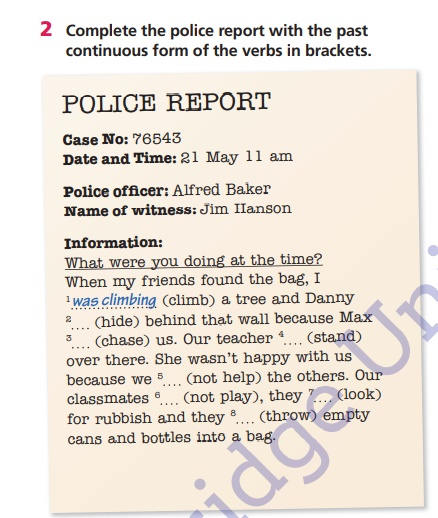 2 Complete the police report with the past
continuous form of the verbs in brackets.
POLICE REPORT
Case No: 76543
Date and Time: 21 May 11 am
Police officer: Alfred Baker
Name of witness: Jim Hanson
Information:
What were you doing at the time?
When my friends found the bag, I
1 was climbing (climb) a tree and Danny
2 .... (hide) behind that wall because Max
3 .... (chase) us. Our teacher 4 .... (stand)
over there. She wasn't happy with us
because we 5 .... (not help) the others. Our
classmates 6 .... (not play), they 7 .... (look)
for rubbish and they 8 .... (throw) empty
cans and bottles into a bag.